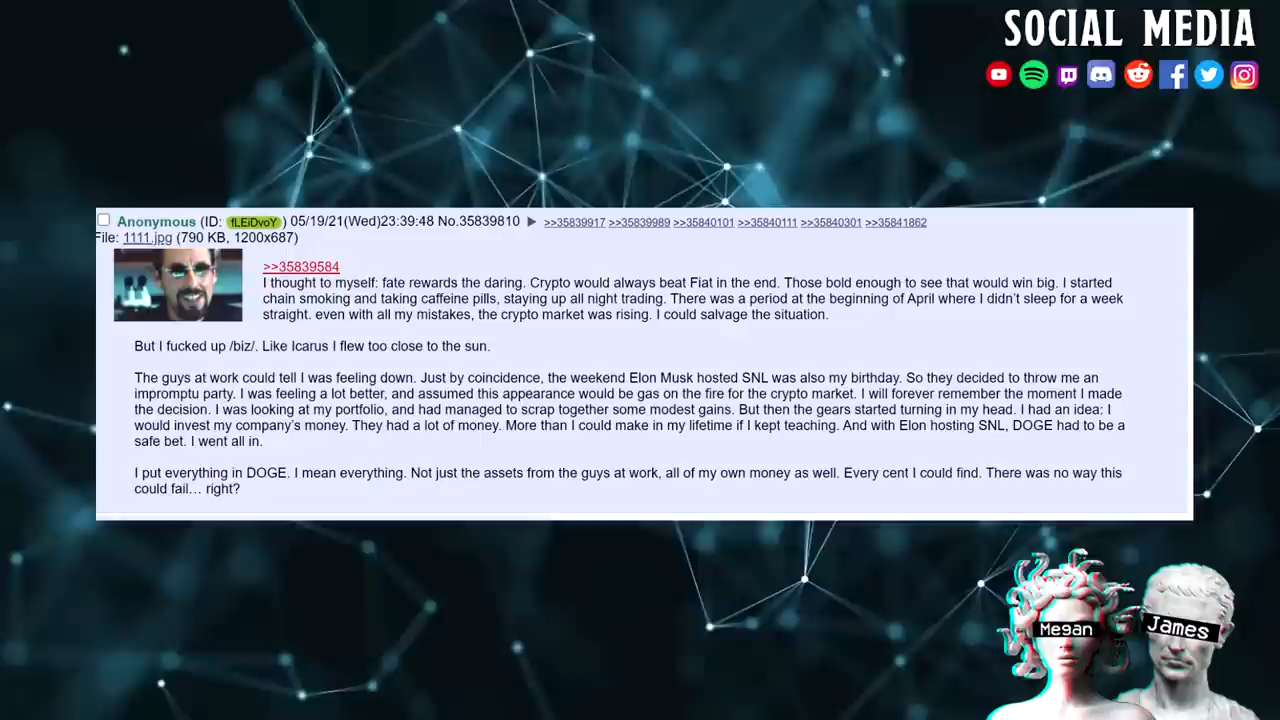 SOCIAL MEDIA
Anonymous (ID: fLEiDvoY) 05/19/21(Wed)23:39:48 No.35839810 ▶ >>35839917 >>35839989 >>35840101 >>35840111 >>35840301 >>35841862
File: 1111.jpg (790 KB, 1200x687)
>>35839584
I thought to myself: fate rewards the daring. Crypto would always beat Fiat in the end. Those bold enough to see that would win big. I started
chain smoking and taking caffeine pills, staying up all night trading. There was a period at the beginning of April where I didn't sleep for a week
straight. even with all my mistakes, the crypto market was rising. I could salvage the situation.
But I fucked up /biz/. Like Icarus I flew too close to the sun.
The guys at work could tell I was feeling down. Just by coincidence, the weekend Elon Musk hosted SNL was also my birthday. So they decided to throw me an
impromptu party. I was feeling a lot better, and assumed this appearance would be gas on the fire for the crypto market. I will forever remember the moment I made
the decision. I was looking at my portfolio, and had managed to scrap together some modest gains. But then the gears started turning in my head. I had an idea: I
would invest my company's money. They had a lot of money. More than I could make in my lifetime if I kept teaching. And with Elon hosting SNL, DOGE had to be a
safe bet. I went all in.
I put everything in DOGE. I mean everything. Not just the assets from the guys at work, all of my own money as well. Every cent I could find. There was no way this
could fail… right?
Megan
James